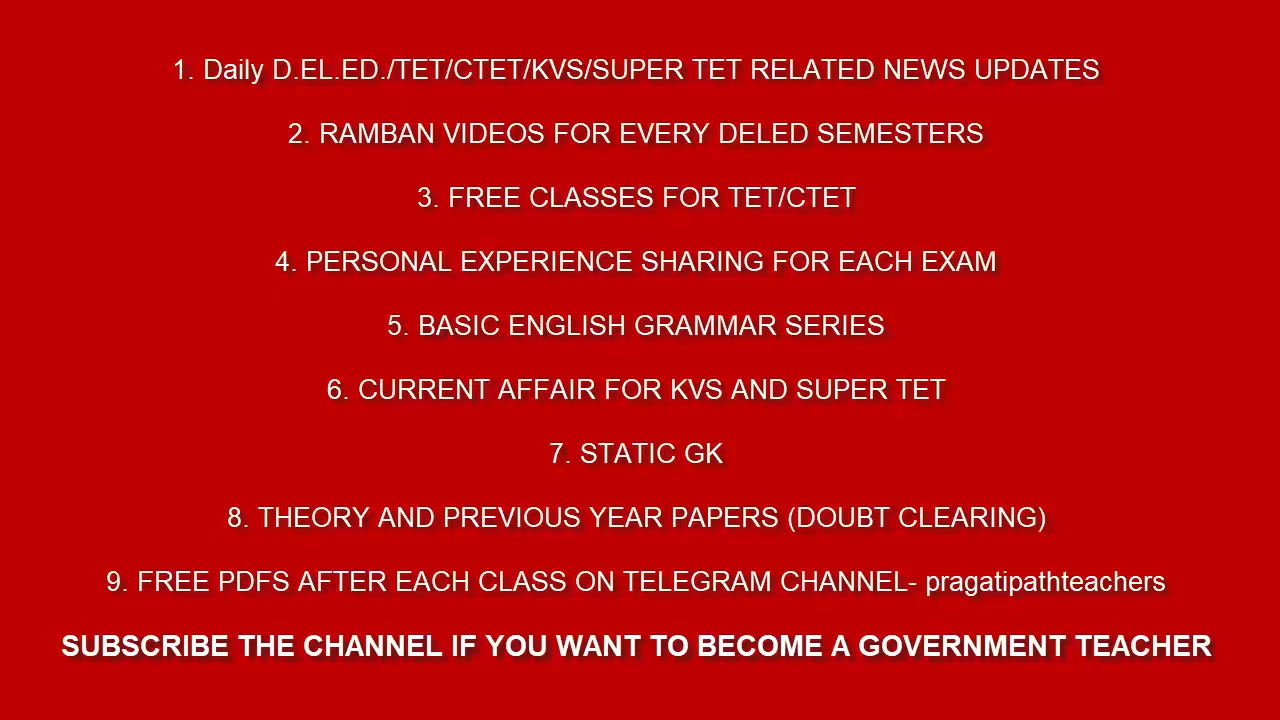 1. Daily D.EL.ED./TET/CTET/KVS/SUPER TET RELATED NEWS UPDATES
2. RAMBAN VIDEOS FOR EVERY DELED SEMESTERS
3. FREE CLASSES FOR TET/CTET
4. PERSONAL EXPERIENCE SHARING FOR EACH EXAM
5. BASIC ENGLISH GRAMMAR SERIES
6. CURRENT AFFAIR FOR KVS AND SUPER TET
7. STATIC GK
8. THEORY AND PREVIOUS YEAR PAPERS (DOUBT CLEARING)
9. FREE PDFS AFTER EACH CLASS ON TELEGRAM CHANNEL- pragatipathteachers
SUBSCRIBE THE CHANNEL IF YOU WANT TO BECOME A GOVERNMENT TEACHER